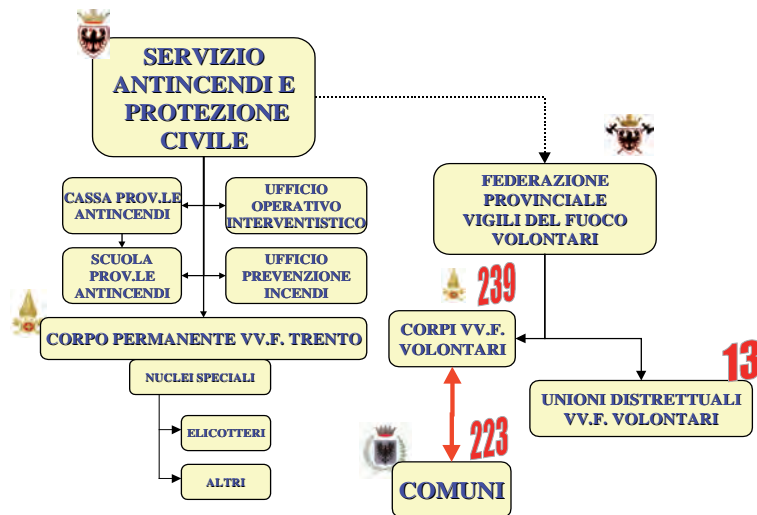 SERVIZIO
ANTINCENDI E
PROTEZIONE
CIVILE
CASSA PROV.LE
ANTINCENDI
UFFICIO
OPERATIVO
INTERVENTISTICO
SCUOLA
PROV.LE
ANTINCENDI
UFFICIO
PREVENZIONE
INCENDI
CORPO PERMANENTE VV.F. TRENTO
NUCLEI SPECIALI
ELICOTTERI
ALTRI
FEDERAZIONE
PROVINCIALE
VIGILI DEL FUOCO
VOLONTARI
239
CORPI VV.F.
VOLONTARI
13
UNIONI DISTRETTUALI
VV.F. VOLONTARI
223
COMUNI